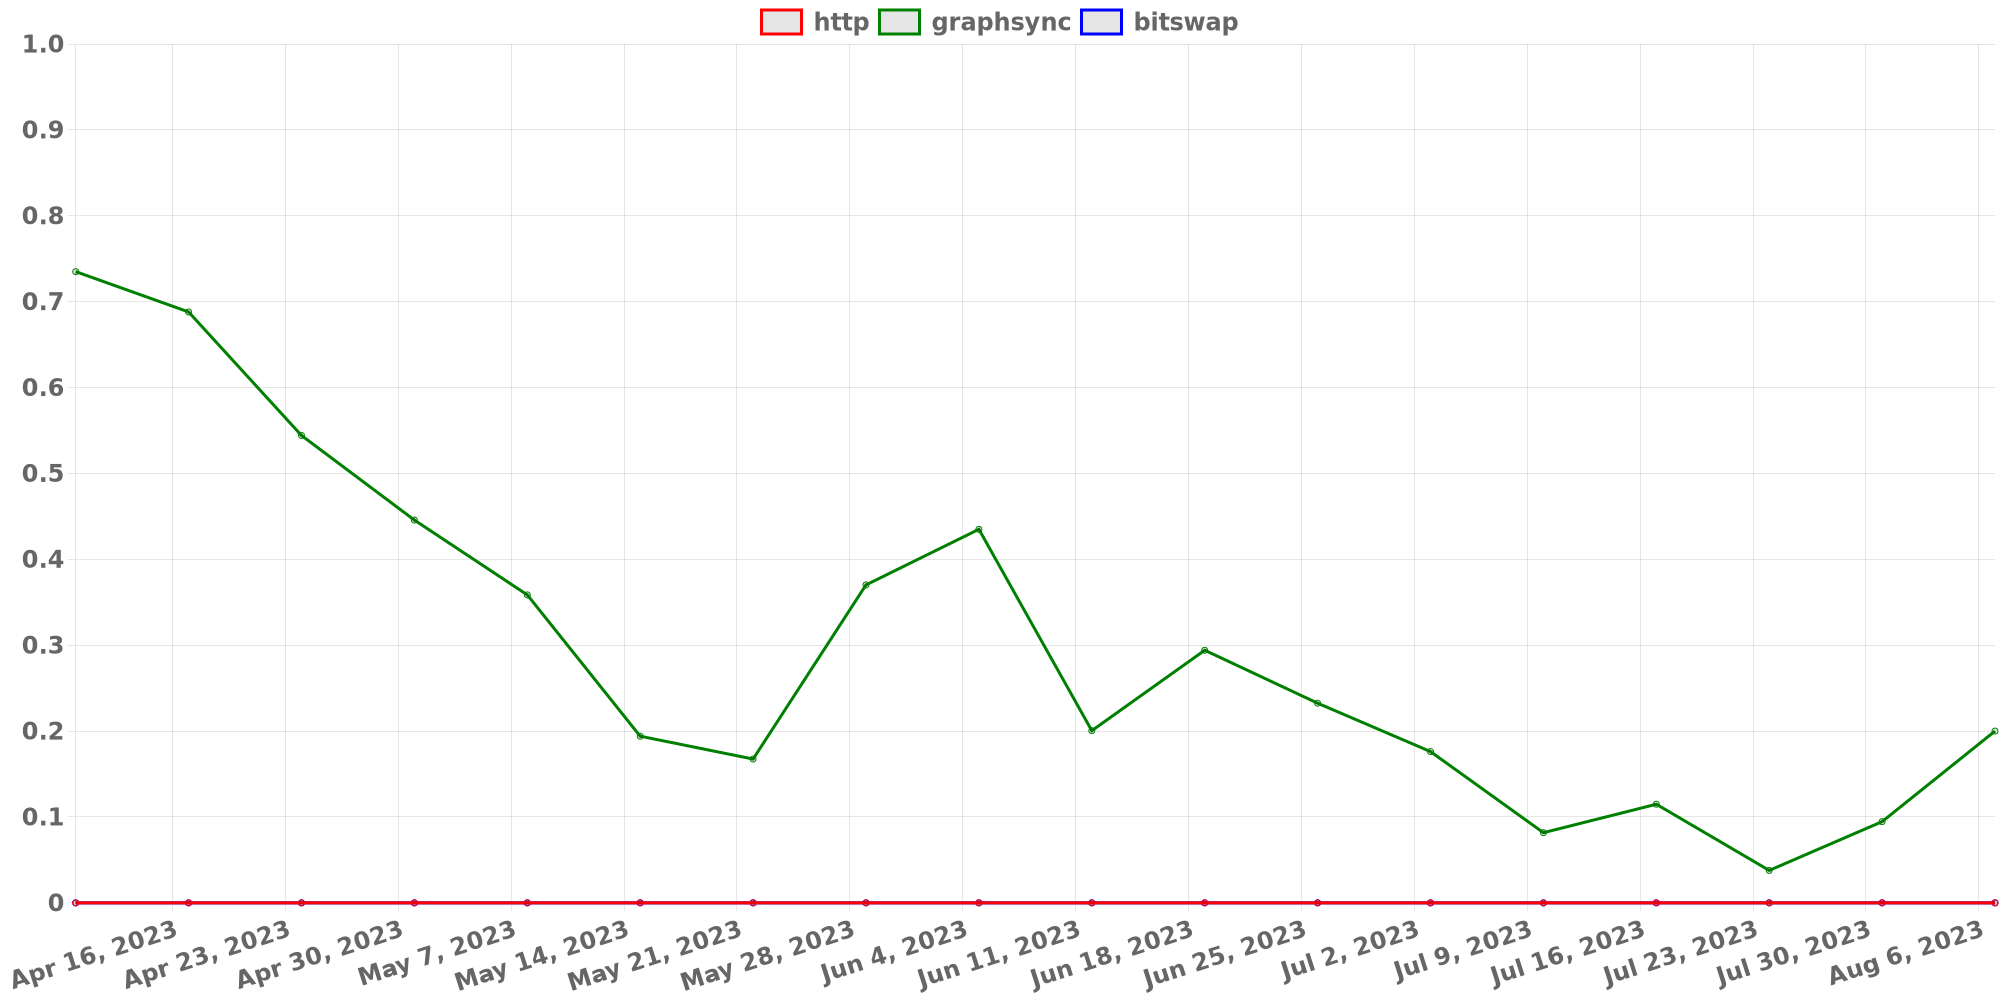 http graphsync bitswap
1.0
0.9
0.8
0.7
0.6
0.5
0.4
0.3
0.2
0.1
0
Apr 16, 2023
Apr 23, 2023
Apr 30, 2023
May 7, 2023
May 14, 2023
May 21, 2023
May 28, 2023
Jun 4, 2023
Jun 11, 2023
Jun 18, 2023
Jun 25, 2023
Jul 2, 2023
Jul 9, 2023
Jul 16, 2023
Jul 23, 2023
Jul 30, 2023
Aug 6, 2023